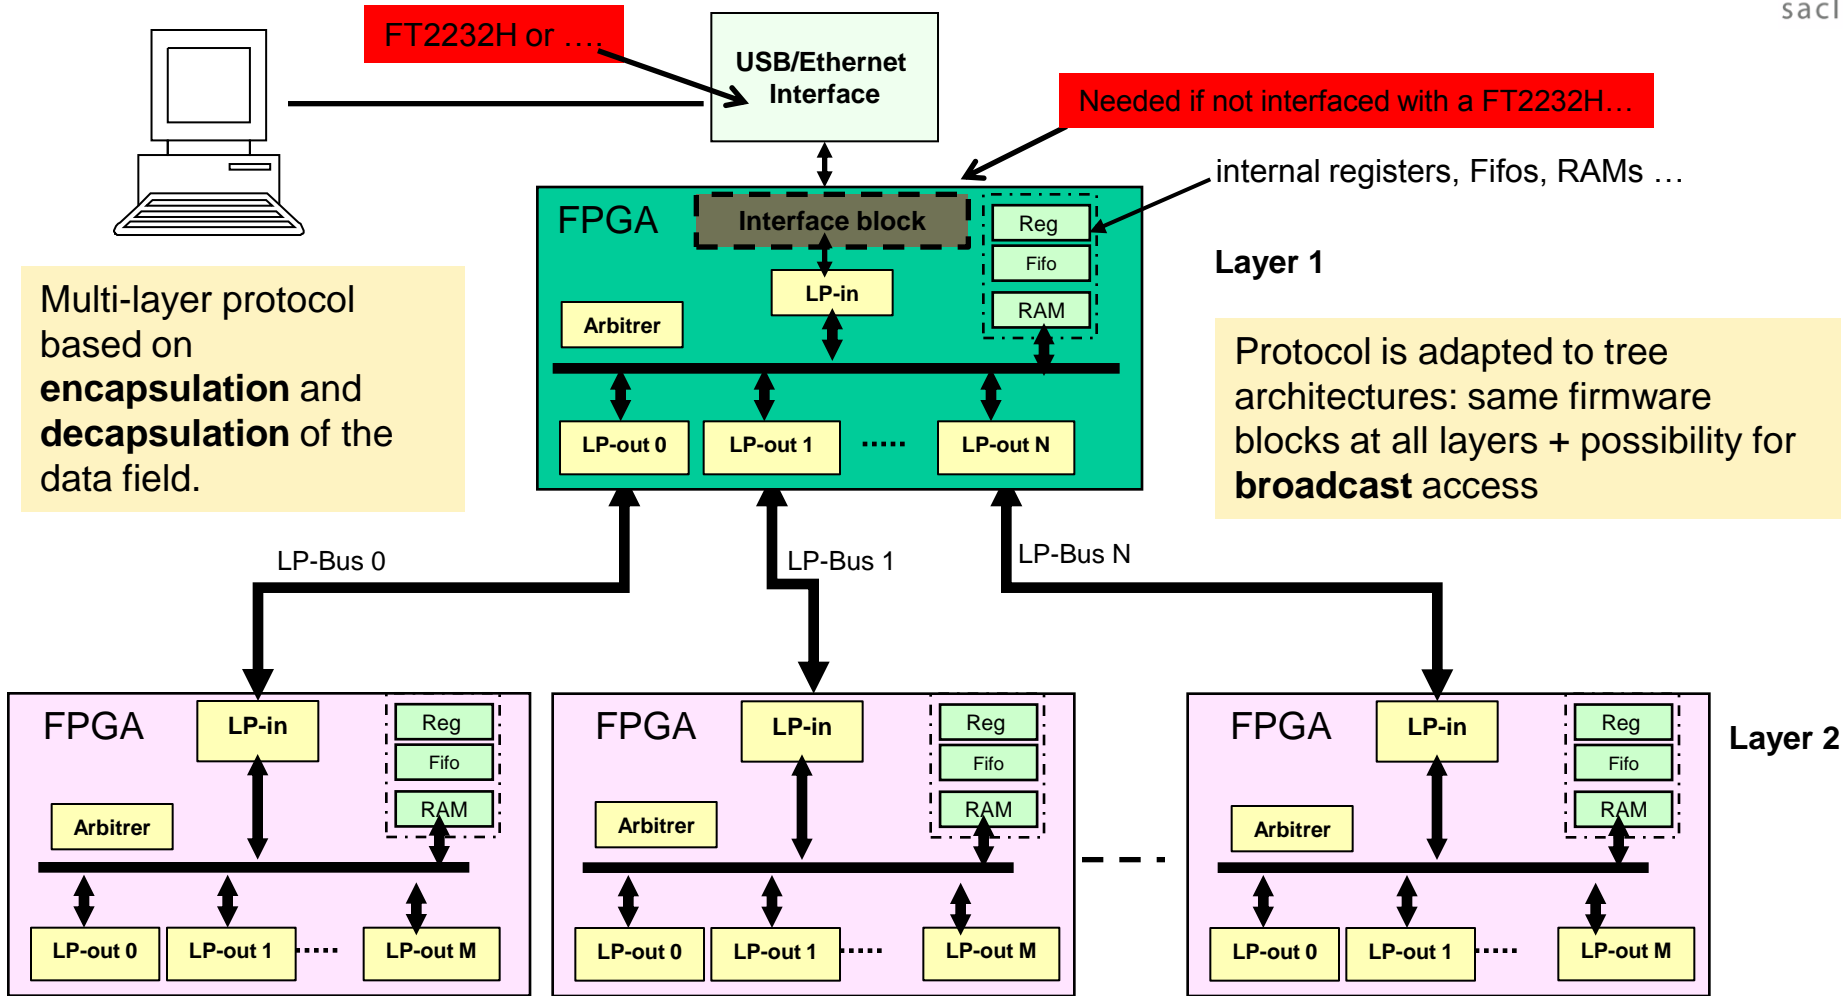 sacl
FT2232H or ....
USB/Ethernet
Interface
Needed if not interfaced with a FT2232H…
internal registers, Fifos, RAMs …
FPGA
Interface block
Reg
Fifo
RAM
LP-in
Arbitrer
LP-out 0
LP-out 1
.....
LP-out N
Layer 1
Multi-layer protocol
based on
encapsulation and
decapsulation of the
data field.
Protocol is adapted to tree
architectures: same firmware
blocks at all layers + possibility for
broadcast access
LP-Bus 0
LP-Bus 1
LP-Bus N
FPGA
LP-in
Reg
Fifo
RAM
Arbitrer
LP-out 0
LP-out 1
.....
LP-out M
FPGA
LP-in
Reg
Fifo
RAM
Arbitrer
LP-out 0
LP-out 1
.....
LP-out M
FPGA
LP-in
Reg
Fifo
RAM
Arbitrer
LP-out 0
LP-out 1
.....
LP-out M
Layer 2